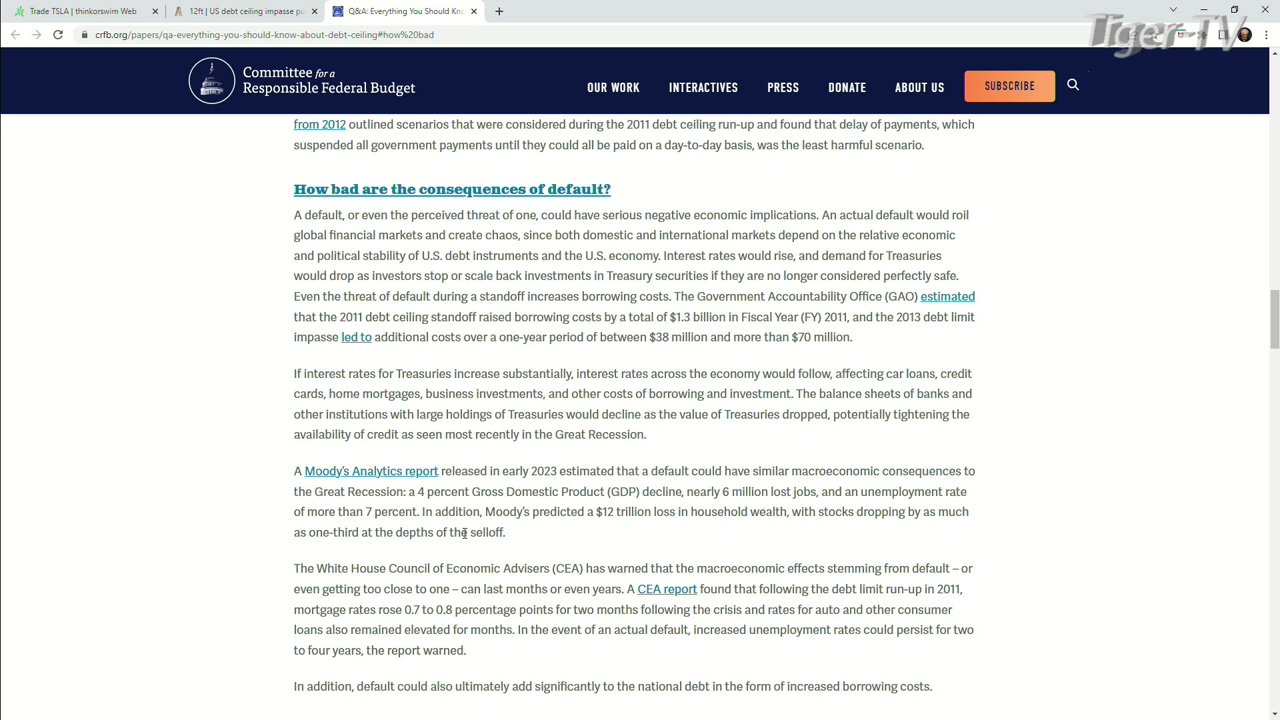 Trade TSLA | thinkorswim Web
12ft | US debt ceiling impasse pu
Q&A: Everything You Should Kno
crfb.org/papers/qa-everything-you-should-know-about-debt-ceiling#how%20bad
Tiger-TV
Committee for a
Responsible Federal Budget
OUR WORK INTERACTIVES PRESS DONATE ABOUT US SUBSCRIBE
from 2012 outlined scenarios that were considered during the 2011 debt ceiling run-up and found that delay of payments, which
suspended all government payments until they could all be paid on a day-to-day basis, was the least harmful scenario.
How bad are the consequences of default?
A default, or even the perceived threat of one, could have serious negative economic implications. An actual default would roil
global financial markets and create chaos, since both domestic and international markets depend on the relative economic
and political stability of U.S. debt instruments and the U.S. economy. Interest rates would rise, and demand for Treasuries
would drop as investors stop or scale back investments in Treasury securities if they are no longer considered perfectly safe.
Even the threat of default during a standoff increases borrowing costs. The Government Accountability Office (GAO) estimated
that the 2011 debt ceiling standoff raised borrowing costs by a total of $1.3 billion in Fiscal Year (FY) 2011, and the 2013 debt limit
impasse led to additional costs over a one-year period of between $38 million and more than $70 million.
If interest rates for Treasuries increase substantially, interest rates across the economy would follow, affecting car loans, credit
cards, home mortgages, business investments, and other costs of borrowing and investment. The balance sheets of banks and
other institutions with large holdings of Treasuries would decline as the value of Treasuries dropped, potentially tightening the
availability of credit as seen most recently in the Great Recession.
A Moody's Analytics report released in early 2023 estimated that a default could have similar macroeconomic consequences to
the Great Recession: a 4 percent Gross Domestic Product (GDP) decline, nearly 6 million lost jobs, and an unemployment rate
of more than 7 percent. In addition, Moody's predicted a $12 trillion loss in household wealth, with stocks dropping by as much
as one-third at the depths of the selloff.
The White House Council of Economic Advisers (CEA) has warned that the macroeconomic effects stemming from default – or
even getting too close to one – can last months or even years. A CEA report found that following the debt limit run-up in 2011,
mortgage rates rose 0.7 to 0.8 percentage points for two months following the crisis and rates for auto and other consumer
loans also remained elevated for months. In the event of an actual default, increased unemployment rates could persist for two
to four years, the report warned.
In addition, default could also ultimately add significantly to the national debt in the form of increased borrowing costs.